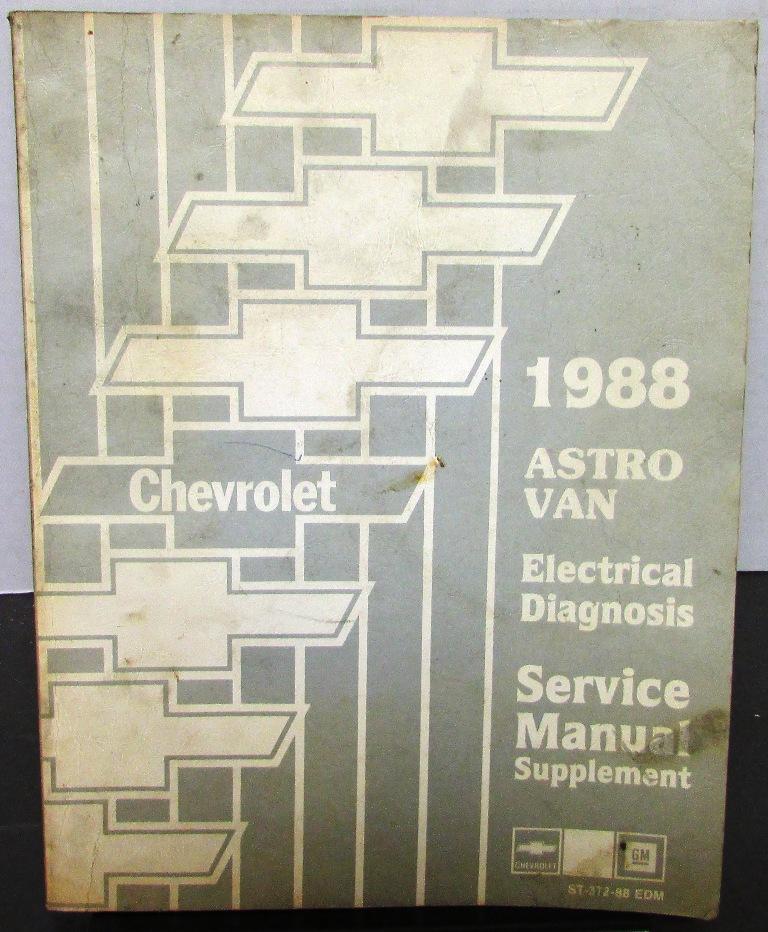 Chevrolet
1988
ASTRO
VAN
Electrical
Diagnosis
Service
Manual
Supplement
CHEVROLET
GM
ST-372-88 EDM